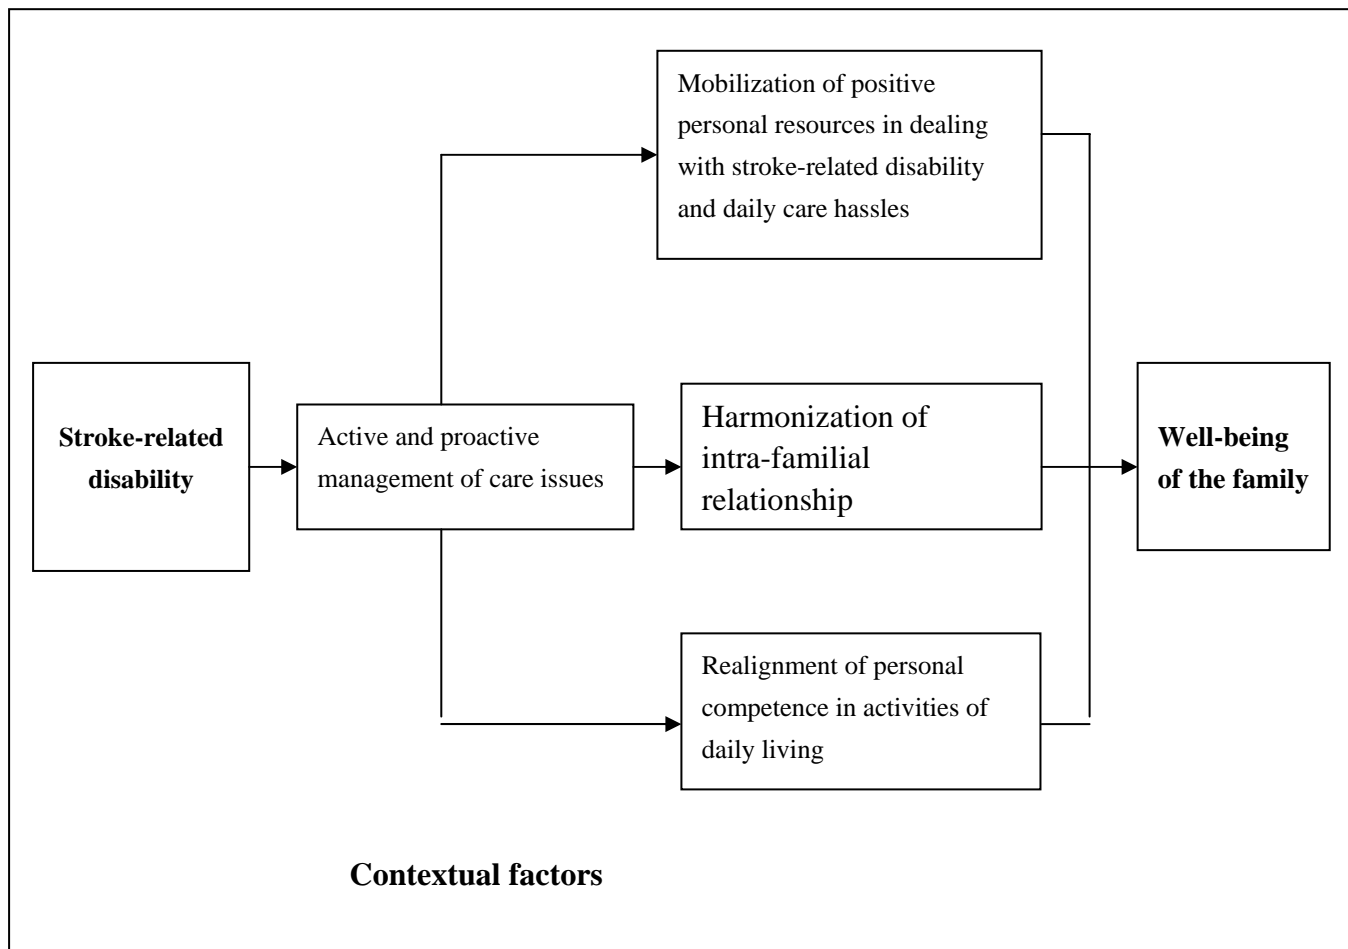 Mobilization of positive
personal resources in dealing
with stroke-related disability
and daily care hassles
Stroke-related
disability
Active and proactive
management of care issues
Harmonization of
intra-familial
relationship
Well-being
of the family
Realignment of personal
competence in activities of
daily living
Contextual factors